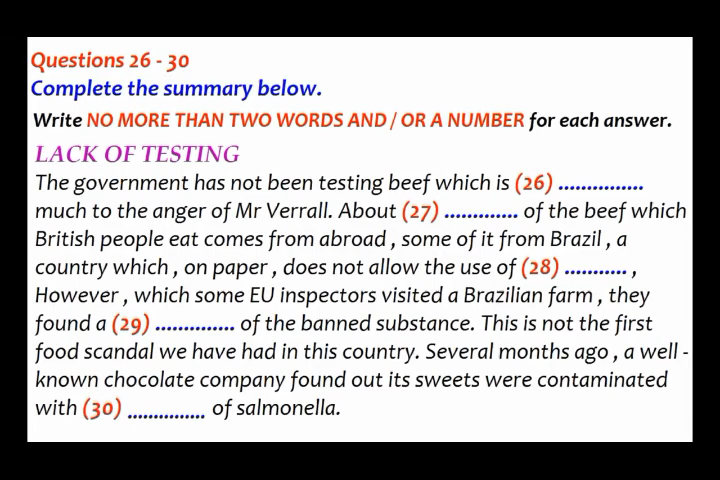 Questions 26 - 30
Complete the summary below.
Write NO MORE THAN TWO WORDS AND / OR A NUMBER for each answer.
LACK OF TESTING
The government has not been testing beef which is (26) ...............
much to the anger of Mr Verrall. About (27) ............. of the beef which
British people eat comes from abroad , some of it from Brazil , a
country which , on paper , does not allow the use of (28) ........... ,
However , which some EU inspectors visited a Brazilian farm , they
found a (29) .............. of the banned substance. This is not the first
food scandal we have had in this country. Several months ago , a well -
known chocolate company found out its sweets were contaminated
with (30) .............. of salmonella.